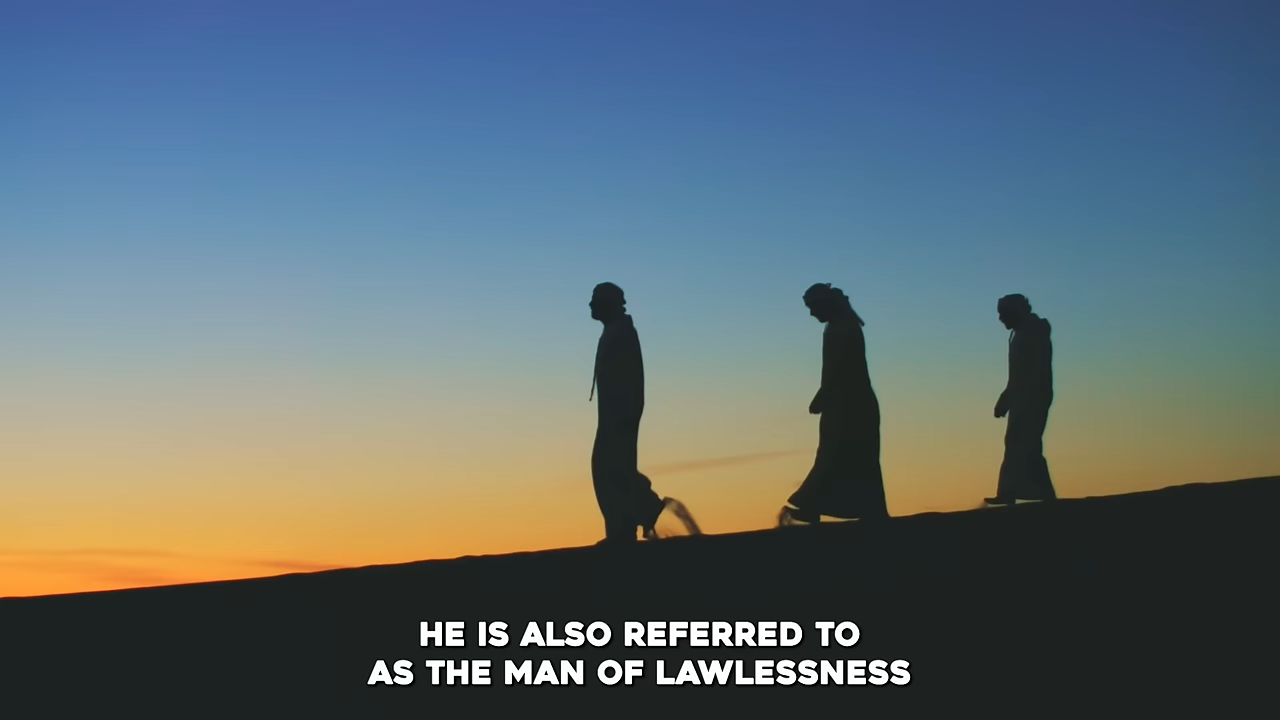 HE IS ALSO REFERRED TO
AS THE MAN OF LAWLESSNESS